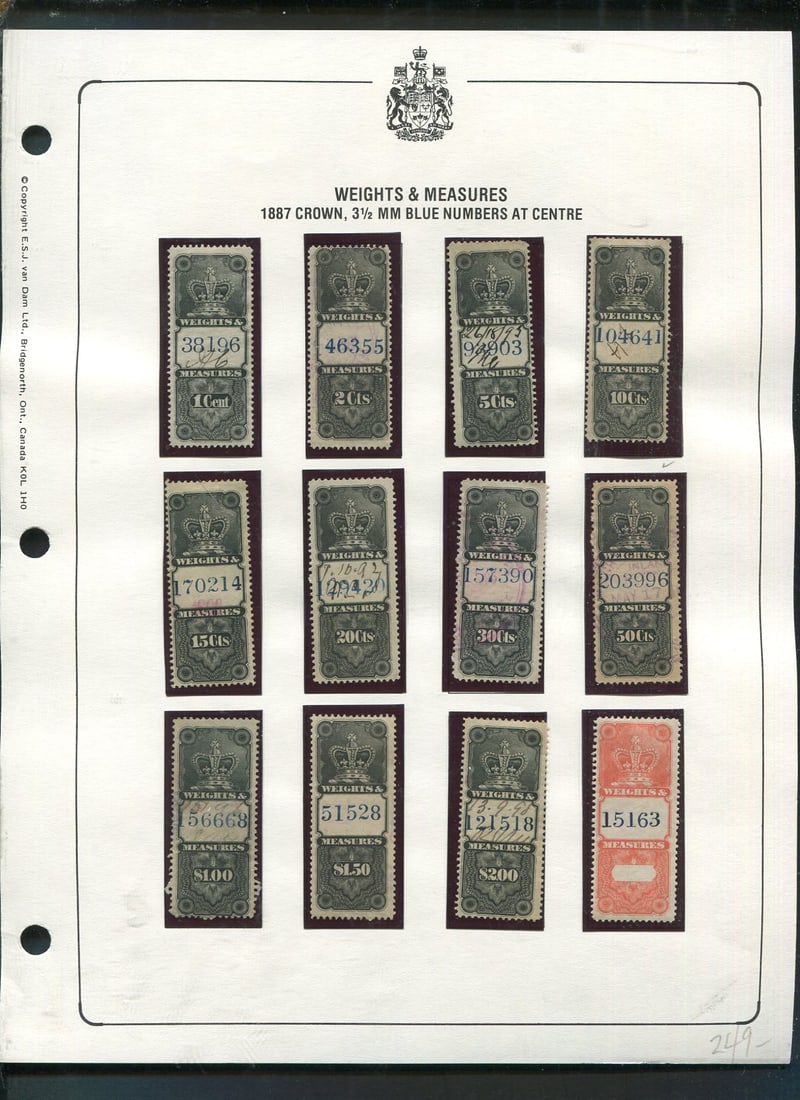 WEIGHTS & MEASURES
1887 CROWN, 3½ MM BLUE NUMBERS AT CENTRE
© Copyright E.S.J. van Dam Ltd., Bridgenorth, Ont., Canada K0L 1H0
WEIGHTS &
38196
MEASURES
1 Cent
WEIGHTS &
46355
MEASURES
2 Cts
WEIGHTS &
MEASURES
5 Cts
WEIGHTS &
104641
MEASURES
10 Cts
WEIGHTS &
170214
MEASURES
15 Cts
WEIGHTS &
MEASURES
20 Cts
WEIGHTS &
157390
MEASURES
30 Cts
WEIGHTS &
203996
MAY 17
MEASURES
50 Cts
WEIGHTS &
156668
MEASURES
$1.00
WEIGHTS &
51528
MEASURES
$1.50
WEIGHTS &
121518
MEASURES
$2.00
WEIGHTS &
15163
MEASURES
249-